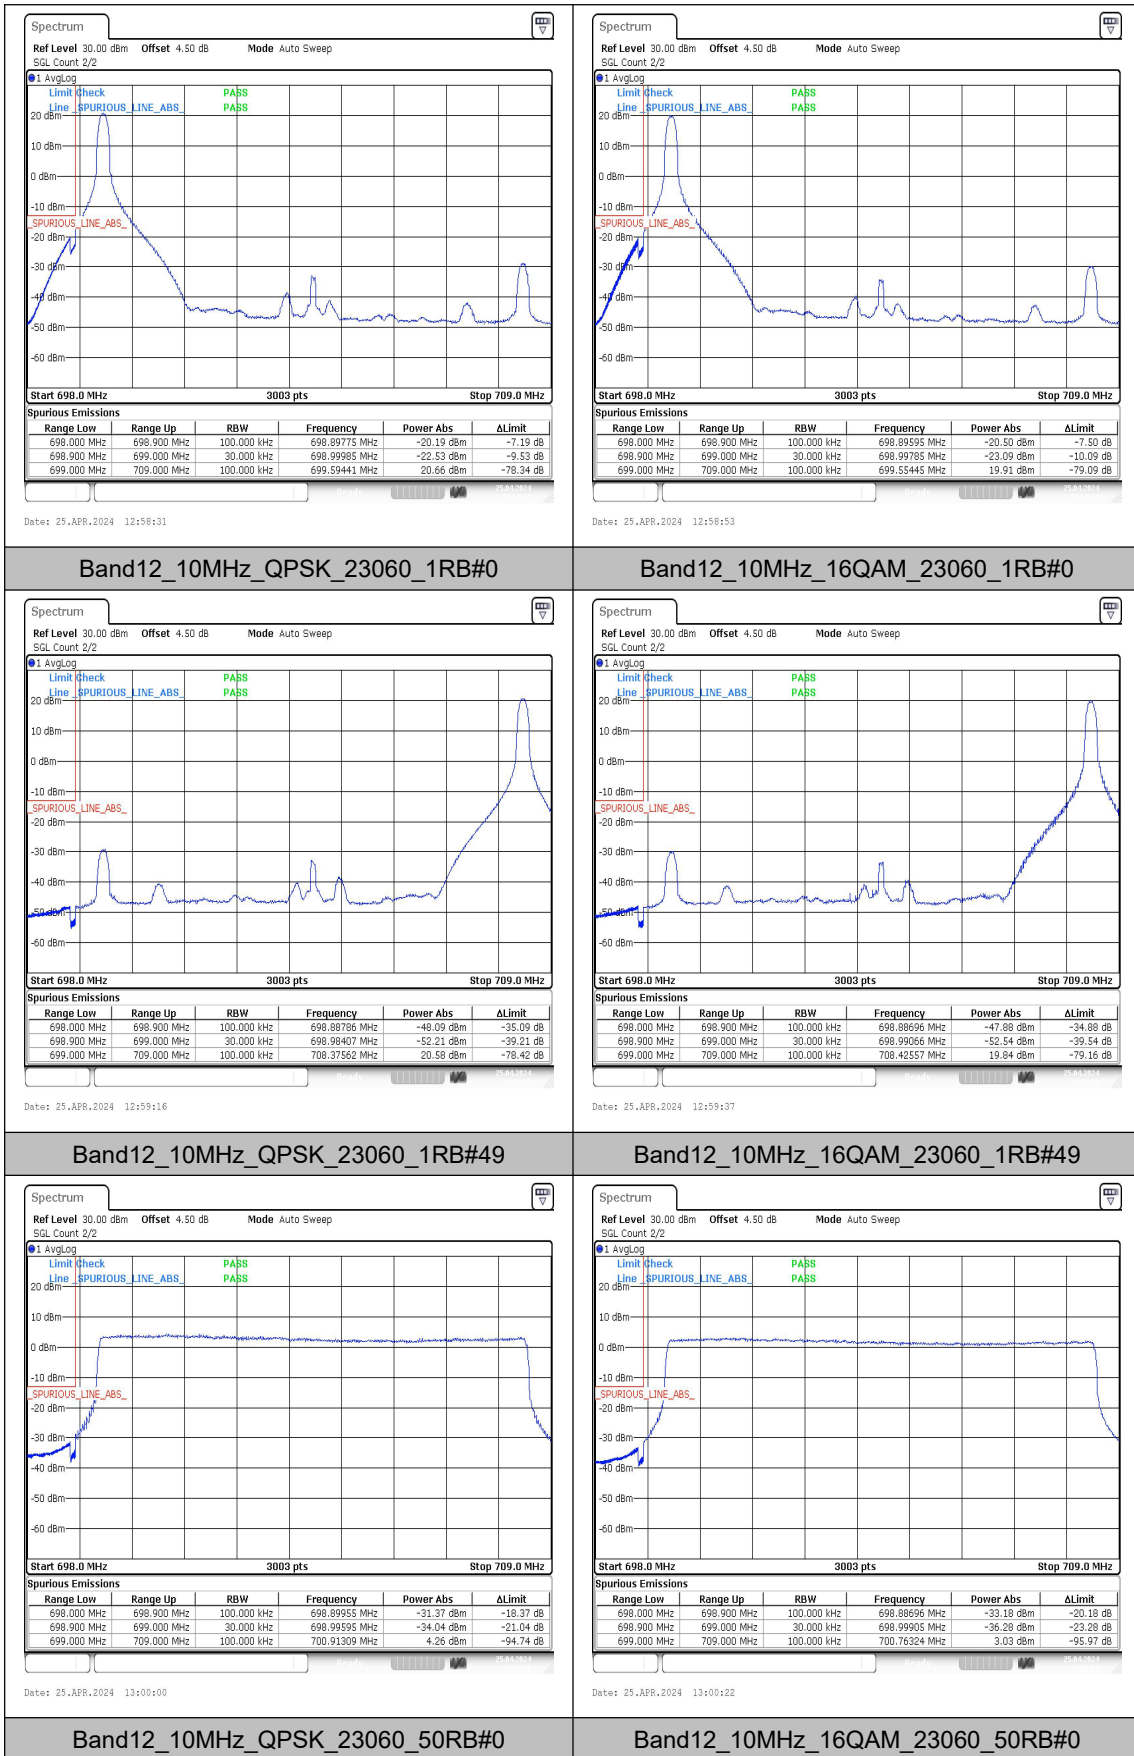 Spectrum
Ref Level 30.00 dBm Offset 4.50 dB Mode Auto Sweep
SGL Count 2/2
1 AvgLog
Limit Check PASS
Line _SPURIOUS_LINE_ABS_ PASS
20 dBm
10 dBm
0 dBm
-10 dBm
_SPURIOUS_LINE_ABS_
-20 dBm
-30 dBm
-40 dBm
-50 dBm
-60 dBm
Start 698.0 MHz 3003 pts Stop 709.0 MHz
Spurious Emissions
Range Low Range Up RBW Frequency Power Abs ΔLimit
698.000 MHz 698.900 MHz 100.000 kHz 698.89775 MHz -20.19 dBm -7.19 dB
698.900 MHz 699.000 MHz 30.000 kHz 698.99985 MHz -22.53 dBm -9.53 dB
699.000 MHz 709.000 MHz 100.000 kHz 699.59441 MHz 20.66 dBm -78.34 dB
25.04.2024
Date: 25.APR.2024 12:58:31
Band12_10MHz_QPSK_23060_1RB#0
Spectrum
Ref Level 30.00 dBm Offset 4.50 dB Mode Auto Sweep
SGL Count 2/2
1 AvgLog
Limit Check PASS
Line _SPURIOUS_LINE_ABS_ PASS
20 dBm
10 dBm
0 dBm
-10 dBm
_SPURIOUS_LINE_ABS_
-20 dBm
-30 dBm
-40 dBm
-50 dBm
-60 dBm
Start 698.0 MHz 3003 pts Stop 709.0 MHz
Spurious Emissions
Range Low Range Up RBW Frequency Power Abs ΔLimit
698.000 MHz 698.900 MHz 100.000 kHz 698.89595 MHz -20.50 dBm -7.50 dB
698.900 MHz 699.000 MHz 30.000 kHz 698.99785 MHz -23.09 dBm -10.09 dB
699.000 MHz 709.000 MHz 100.000 kHz 699.55445 MHz 19.91 dBm -79.09 dB
25.04.2024
Date: 25.APR.2024 12:58:53
Band12_10MHz_16QAM_23060_1RB#0
Spectrum
Ref Level 30.00 dBm Offset 4.50 dB Mode Auto Sweep
SGL Count 2/2
1 AvgLog
Limit Check PASS
Line _SPURIOUS_LINE_ABS_ PASS
20 dBm
10 dBm
0 dBm
-10 dBm
_SPURIOUS_LINE_ABS_
-20 dBm
-30 dBm
-40 dBm
-50 dBm
-60 dBm
Start 698.0 MHz 3003 pts Stop 709.0 MHz
Spurious Emissions
Range Low Range Up RBW Frequency Power Abs ΔLimit
698.000 MHz 698.900 MHz 100.000 kHz 698.88786 MHz -48.09 dBm -35.09 dB
698.900 MHz 699.000 MHz 30.000 kHz 698.98407 MHz -52.21 dBm -39.21 dB
699.000 MHz 709.000 MHz 100.000 kHz 708.37562 MHz 20.58 dBm -78.42 dB
25.04.2024
Date: 25.APR.2024 12:59:16
Band12_10MHz_QPSK_23060_1RB#49
Spectrum
Ref Level 30.00 dBm Offset 4.50 dB Mode Auto Sweep
SGL Count 2/2
1 AvgLog
Limit Check PASS
Line _SPURIOUS_LINE_ABS_ PASS
20 dBm
10 dBm
0 dBm
-10 dBm
_SPURIOUS_LINE_ABS_
-20 dBm
-30 dBm
-40 dBm
-50 dBm
-60 dBm
Start 698.0 MHz 3003 pts Stop 709.0 MHz
Spurious Emissions
Range Low Range Up RBW Frequency Power Abs ΔLimit
698.000 MHz 698.900 MHz 100.000 kHz 698.88696 MHz -47.88 dBm -34.88 dB
698.900 MHz 699.000 MHz 30.000 kHz 698.99066 MHz -52.54 dBm -39.54 dB
699.000 MHz 709.000 MHz 100.000 kHz 708.42557 MHz 19.84 dBm -79.16 dB
25.04.2024
Date: 25.APR.2024 12:59:37
Band12_10MHz_16QAM_23060_1RB#49
Spectrum
Ref Level 30.00 dBm Offset 4.50 dB Mode Auto Sweep
SGL Count 2/2
1 AvgLog
Limit Check PASS
Line _SPURIOUS_LINE_ABS_ PASS
20 dBm
10 dBm
0 dBm
-10 dBm
_SPURIOUS_LINE_ABS_
-20 dBm
-30 dBm
-40 dBm
-50 dBm
-60 dBm
Start 698.0 MHz 3003 pts Stop 709.0 MHz
Spurious Emissions
Range Low Range Up RBW Frequency Power Abs ΔLimit
698.000 MHz 698.900 MHz 100.000 kHz 698.89955 MHz -31.37 dBm -18.37 dB
698.900 MHz 699.000 MHz 30.000 kHz 698.99595 MHz -34.04 dBm -21.04 dB
699.000 MHz 709.000 MHz 100.000 kHz 700.91309 MHz 4.26 dBm -94.74 dB
25.04.2024
Date: 25.APR.2024 13:00:00
Band12_10MHz_QPSK_23060_50RB#0
Spectrum
Ref Level 30.00 dBm Offset 4.50 dB Mode Auto Sweep
SGL Count 2/2
1 AvgLog
Limit Check PASS
Line _SPURIOUS_LINE_ABS_ PASS
20 dBm
10 dBm
0 dBm
-10 dBm
_SPURIOUS_LINE_ABS_
-20 dBm
-30 dBm
-40 dBm
-50 dBm
-60 dBm
Start 698.0 MHz 3003 pts Stop 709.0 MHz
Spurious Emissions
Range Low Range Up RBW Frequency Power Abs ΔLimit
698.000 MHz 698.900 MHz 100.000 kHz 698.88696 MHz -33.18 dBm -20.18 dB
698.900 MHz 699.000 MHz 30.000 kHz 698.99905 MHz -36.28 dBm -23.28 dB
699.000 MHz 709.000 MHz 100.000 kHz 700.76324 MHz 3.03 dBm -95.97 dB
25.04.2024
Date: 25.APR.2024 13:00:22
Band12_10MHz_16QAM_23060_50RB#0